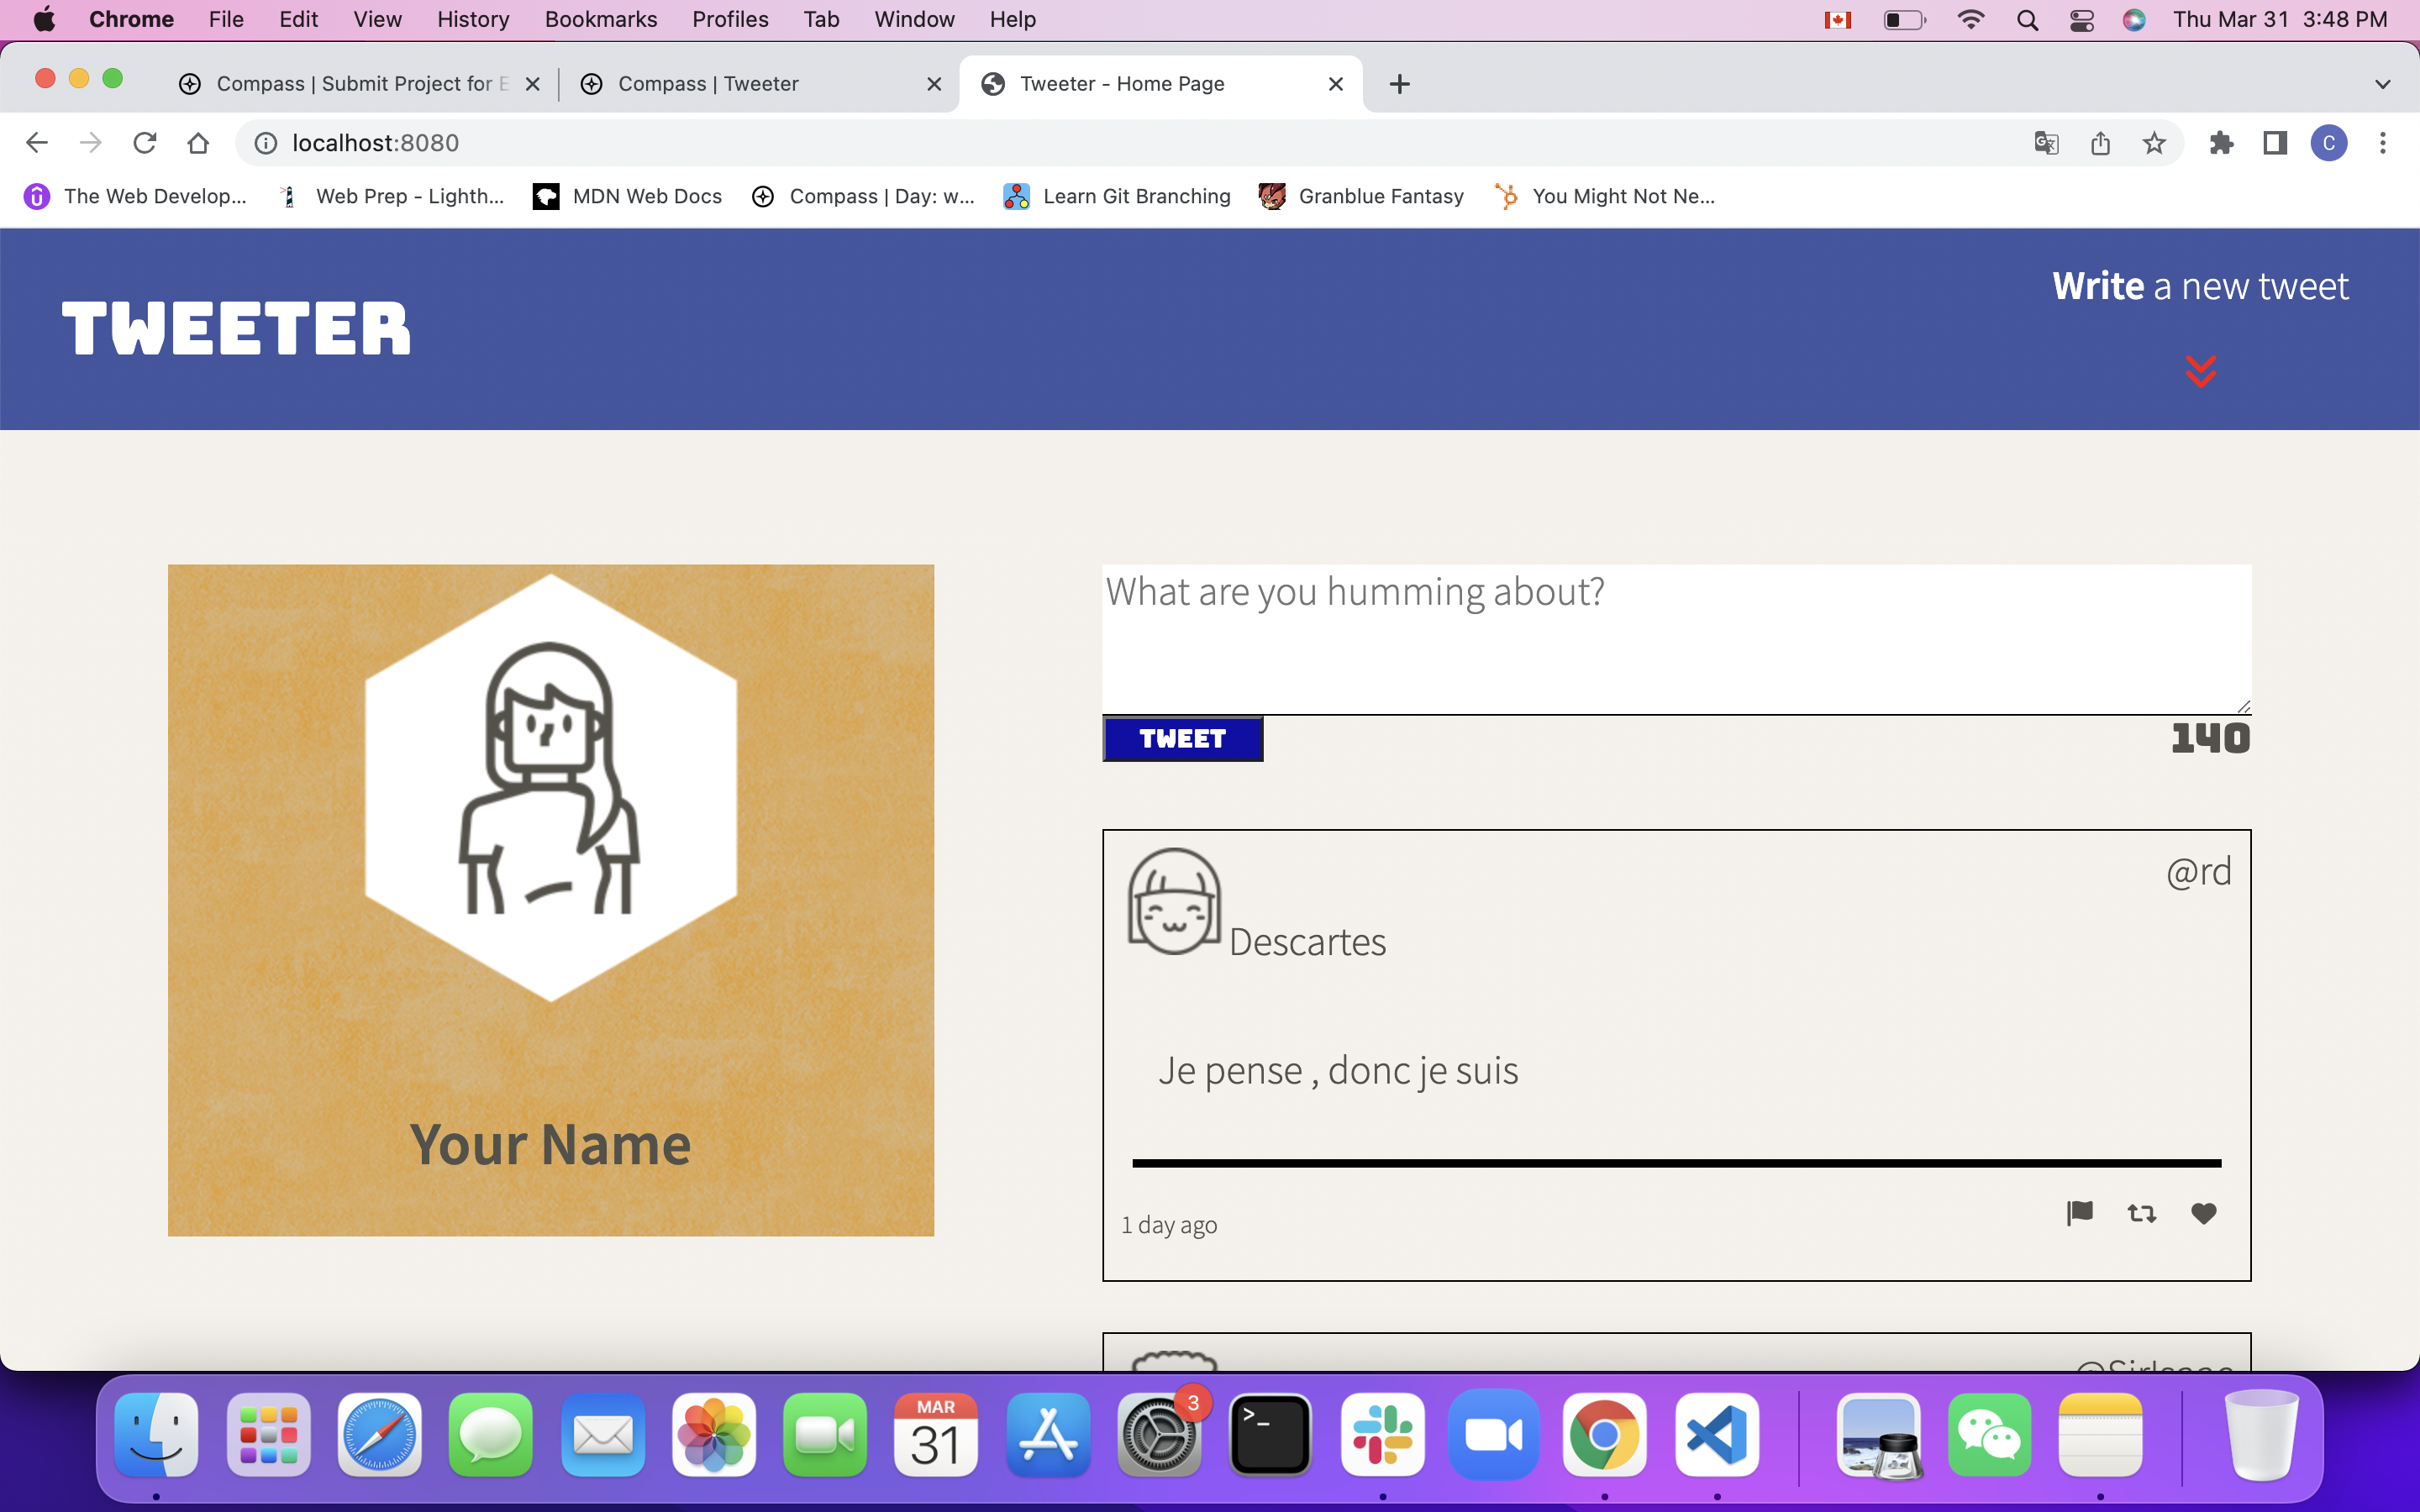 Chrome File Edit View History Bookmarks Profiles Tab Window Help Thu Mar 31 3:48 PM
Compass | Submit Project for E Compass | Tweeter Tweeter - Home Page
localhost:8080 C
The Web Develop... Web Prep - Lighth... MDN Web Docs Compass | Day: w... Learn Git Branching Granblue Fantasy You Might Not Ne...
Write a new tweet
TWEETER
What are you humming about?
TWEET 140
@rd
Descartes
Je pense , donc je suis
1 day ago
Your Name
@SirIsaac
MAR
31
3